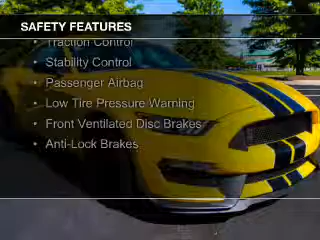 SAFETY FEATURES
• Traction Control
• Stability Control
• Passenger Airbag
• Low Tire Pressure Warning
• Front Ventilated Disc Brakes
• Anti-Lock Brakes